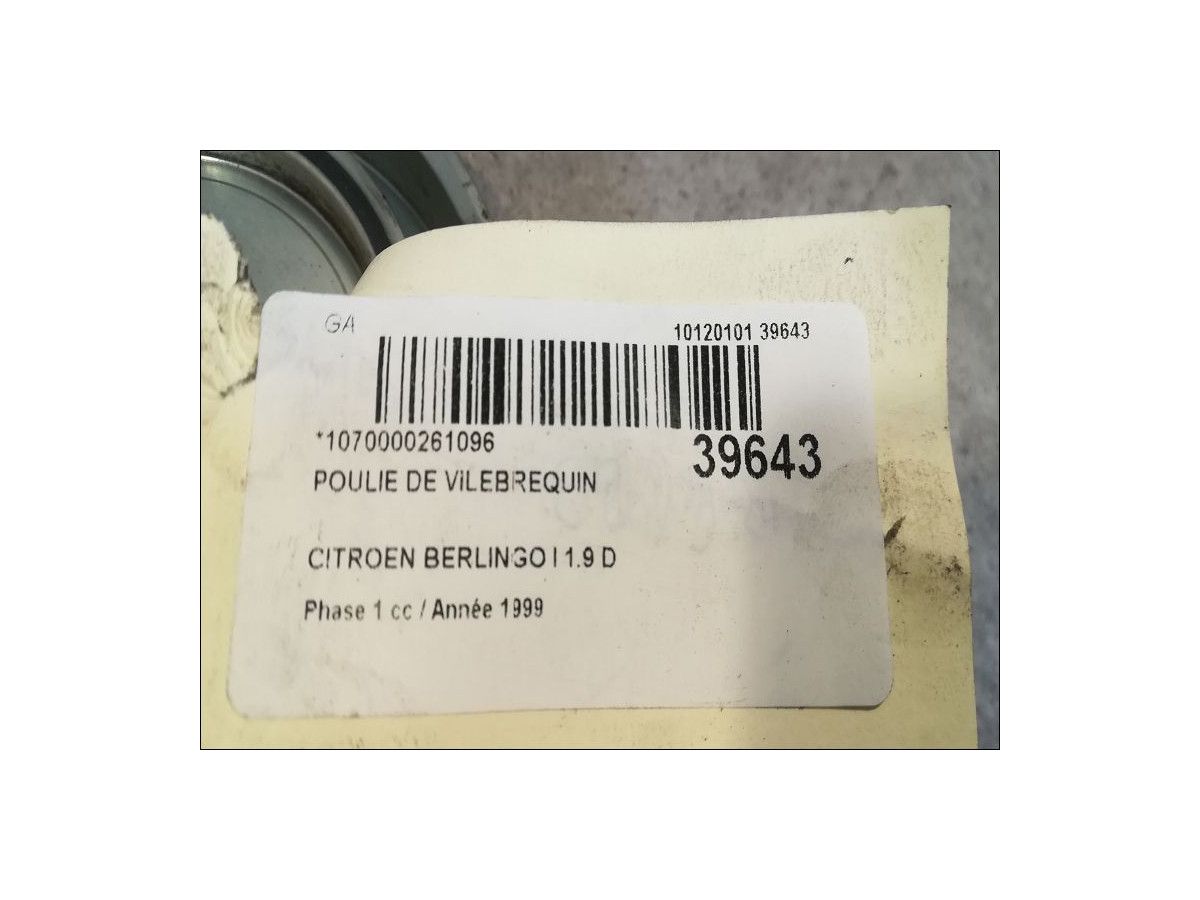 GA
10120101 39643
*1070000261096
39643
POULIE DE VILEBREQUIN
CITROEN BERLINGO I 1.9 D
Phase 1 cc / Année 1999